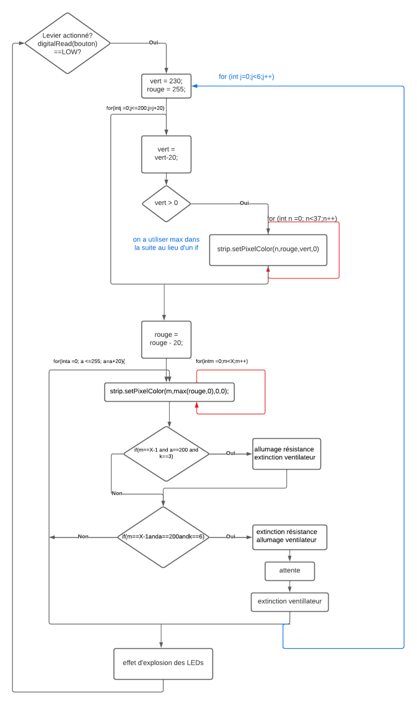 Levier actionné?
digitalRead(bouton)
==LOW?
Oui
for (int j=0;j<6;j++)
vert = 230;
rouge = 255;
for(intj =0;j<=200;j=j+20)
vert =
vert-20;
vert > 0
Oui
for (int n =0; n<37;n++)
on a utiliser max dans
la suite au lieu d'un if
strip.setPixelColor(n,rouge,vert,0)
rouge =
rouge - 20;
for(inta =0; a <=255; a=a+20){
for(intm =0;m<X;m++)
strip.setPixelColor(m,max(rouge,0),0,0);
if(m==X-1 and a==200 and
k==3)
Oui
allumage résistance
extinction ventilateur
Non
Non
if(m==X-1anda==200andk==6)
Oui
extinction résistance
allumage ventilateur
attente
extinction ventillateur
effet d'explosion des LEDs